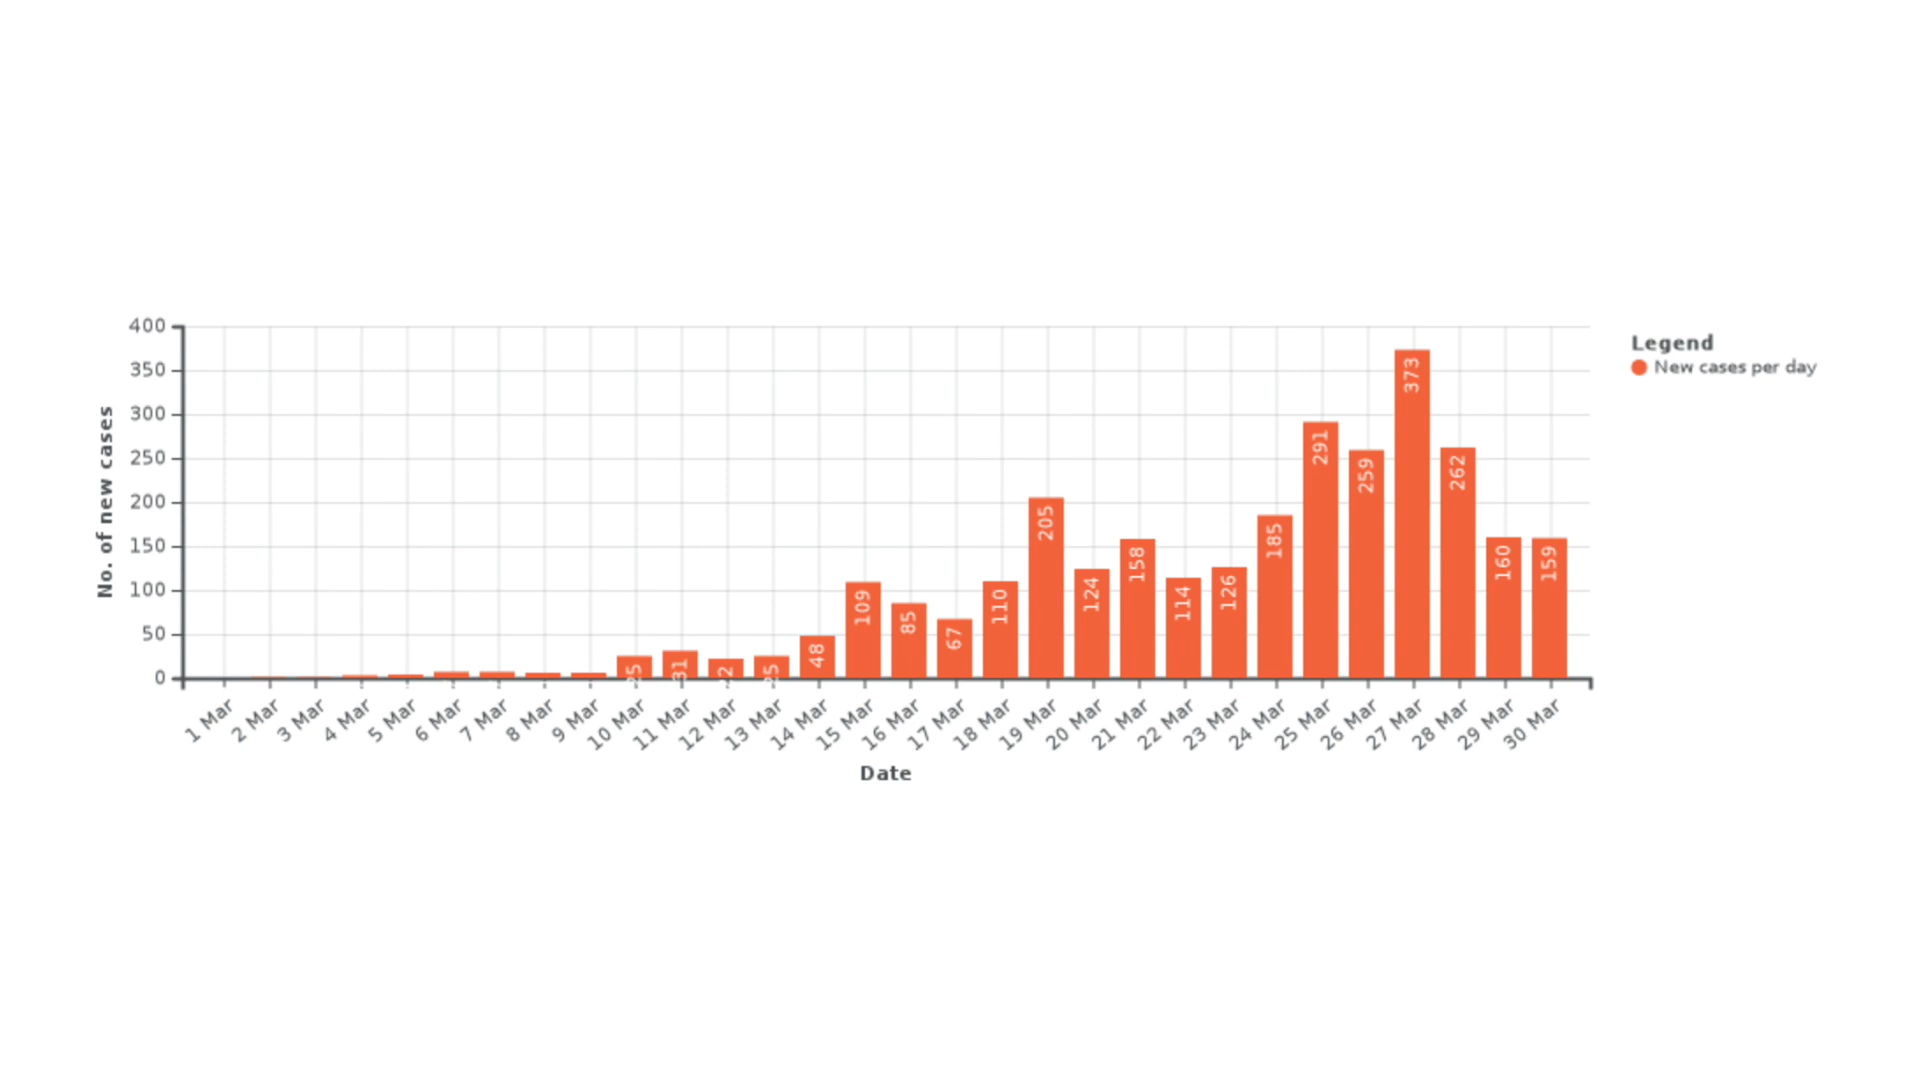 400
350
300
250
200
150
100
50
0
No. of new cases
31
48
109
85
67
110
205
124
158
114
126
185
291
259
373
262
160
159
1 Mar
2 Mar
3 Mar
4 Mar
5 Mar
6 Mar
7 Mar
8 Mar
9 Mar
10 Mar
11 Mar
12 Mar
13 Mar
14 Mar
15 Mar
16 Mar
17 Mar
18 Mar
19 Mar
20 Mar
21 Mar
22 Mar
23 Mar
24 Mar
25 Mar
26 Mar
27 Mar
28 Mar
29 Mar
30 Mar
Date
Legend
New cases per day